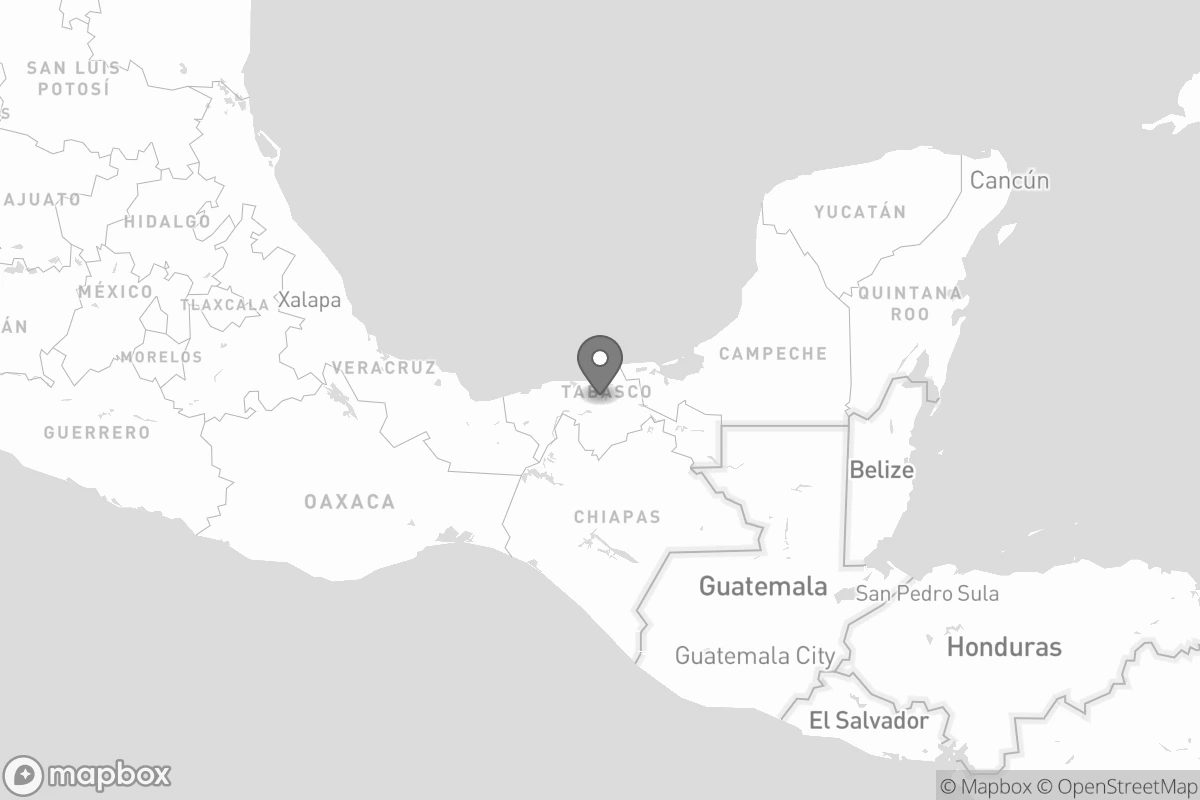 SAN LUIS
POTOSÍ
S
AJUATO
HIDALGO
Cancún
YUCATÁN
MÉXICO
TLAXCALA
Xalapa
QUINTANA
ROO
ÁN
MORELOS
VERACRUZ
CAMPECHE
TABASCO
GUERRERO
Belize
OAXACA
CHIAPAS
Guatemala
San Pedro Sula
Honduras
Guatemala City
El Salvador
mapbox
© Mapbox © OpenStreetMap